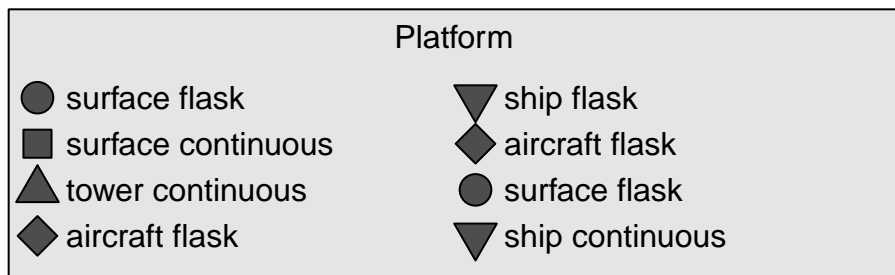 Platform
surface flask
surface continuous
tower continuous
aircraft flask
ship flask
aircraft flask
surface flask
ship continuous